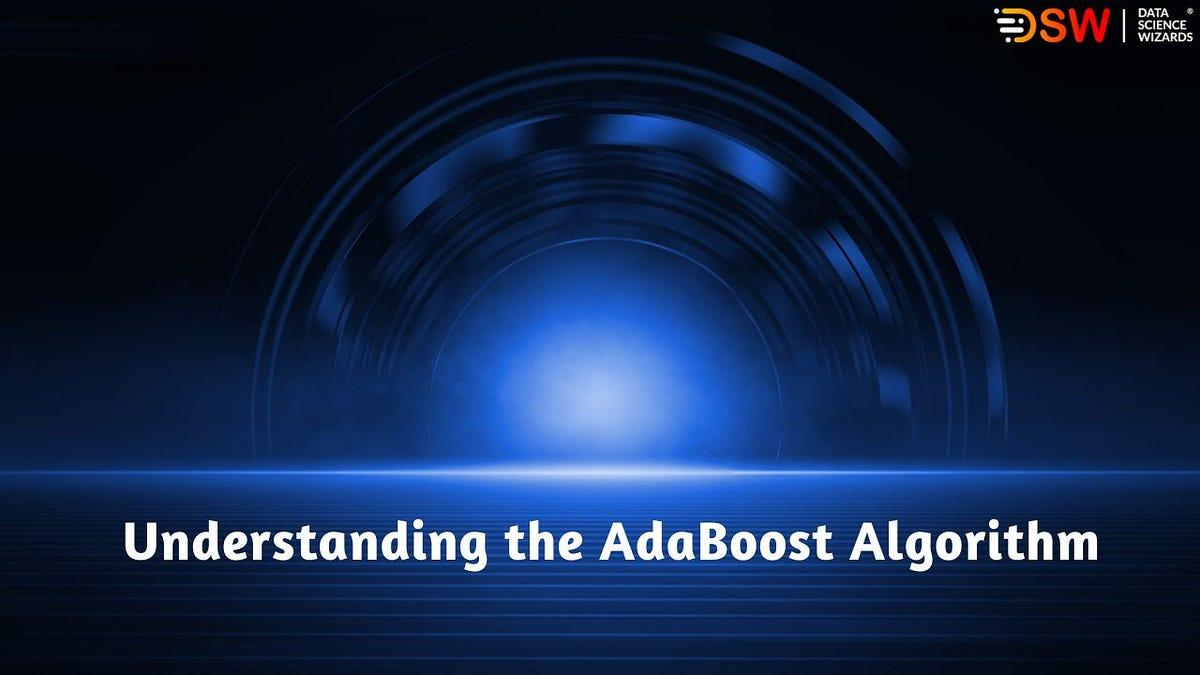 DSW
DATA
SCIENCE
WIZARDS
®
Understanding the AdaBoost Algorithm